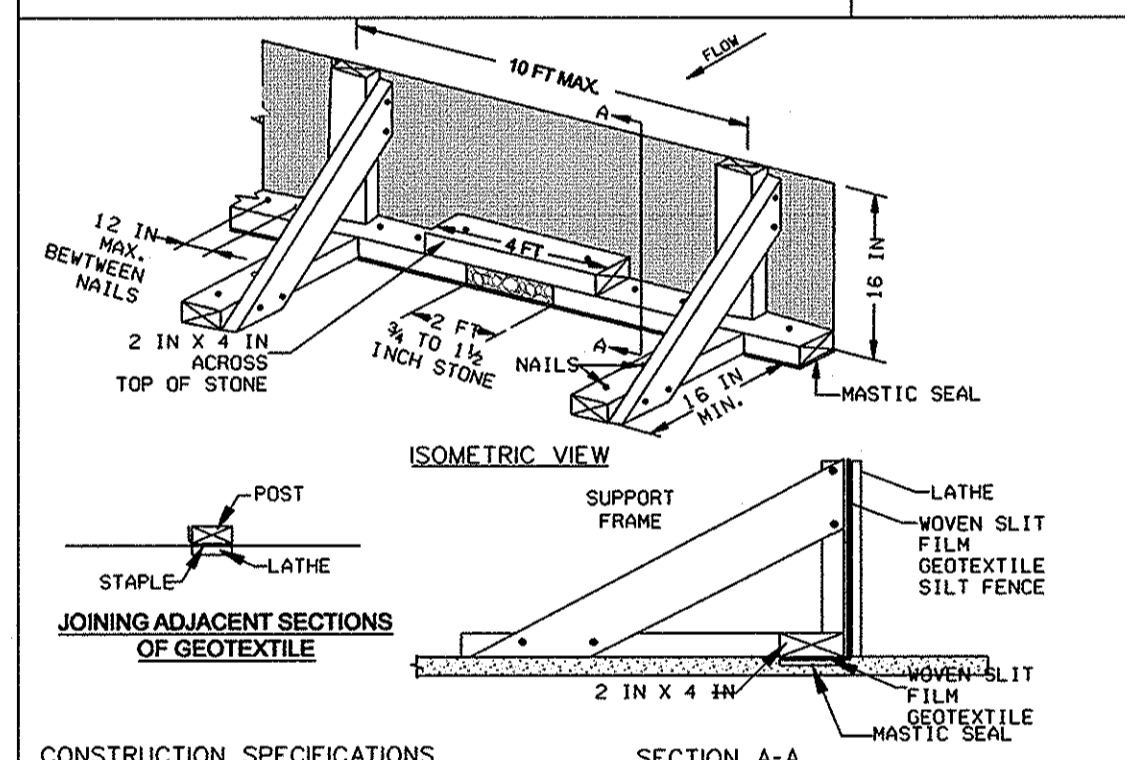 FLOW
10 FT MAX.
A
A
12 IN
MAX.
BEWTWEEN
NAILS
4 FT
16 IN
2 IN X 4 IN
ACROSS
TOP OF STONE
2 FT
¾ TO 1½
INCH STONE
NAILS
16 IN
MIN.
MASTIC SEAL
ISOMETRIC VIEW
POST
STAPLE
LATHE
JOINING ADJACENT SECTIONS
OF GEOTEXTILE
SUPPORT
FRAME
LATHE
WOVEN SLIT
FILM
GEOTEXTILE
SILT FENCE
2 IN X 4 IN
WOVEN SLIT
FILM
GEOTEXTILE
MASTIC SEAL
CONSTRUCTION SPECIFICATIONS
SECTION A-A